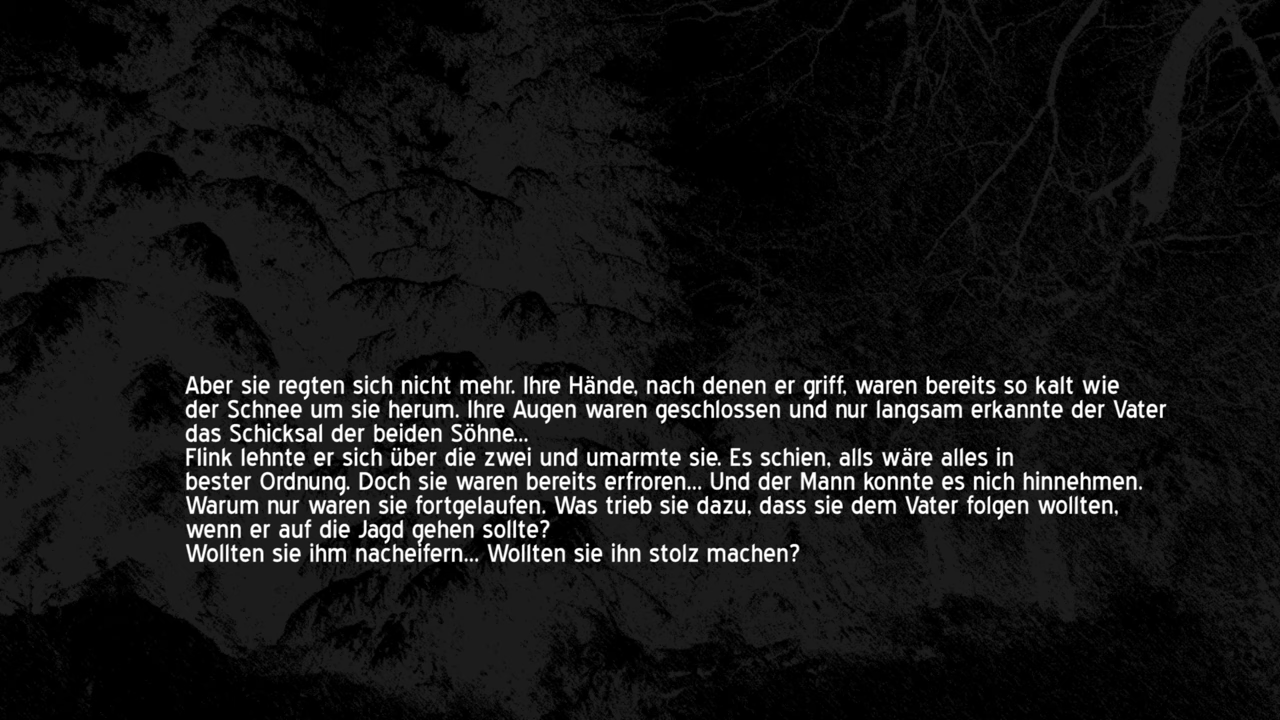 Aber sie regten sich nicht mehr. Ihre Hände, nach denen er griff, waren bereits so kalt wie
der Schnee um sie herum. Ihre Augen waren geschlossen und nur langsam erkannte der Vater
das Schicksal der beiden Söhne...
Flink lehnte er sich über die zwei und umarmte sie. Es schien, alls wäre alles in
bester Ordnung. Doch sie waren bereits erfroren... Und der Mann konnte es nich hinnehmen.
Warum nur waren sie fortgelaufen. Was trieb sie dazu, dass sie dem Vater folgen wollten,
wenn er auf die Jagd gehen sollte?
Wollten sie ihm nacheifern... Wollten sie ihn stolz machen?